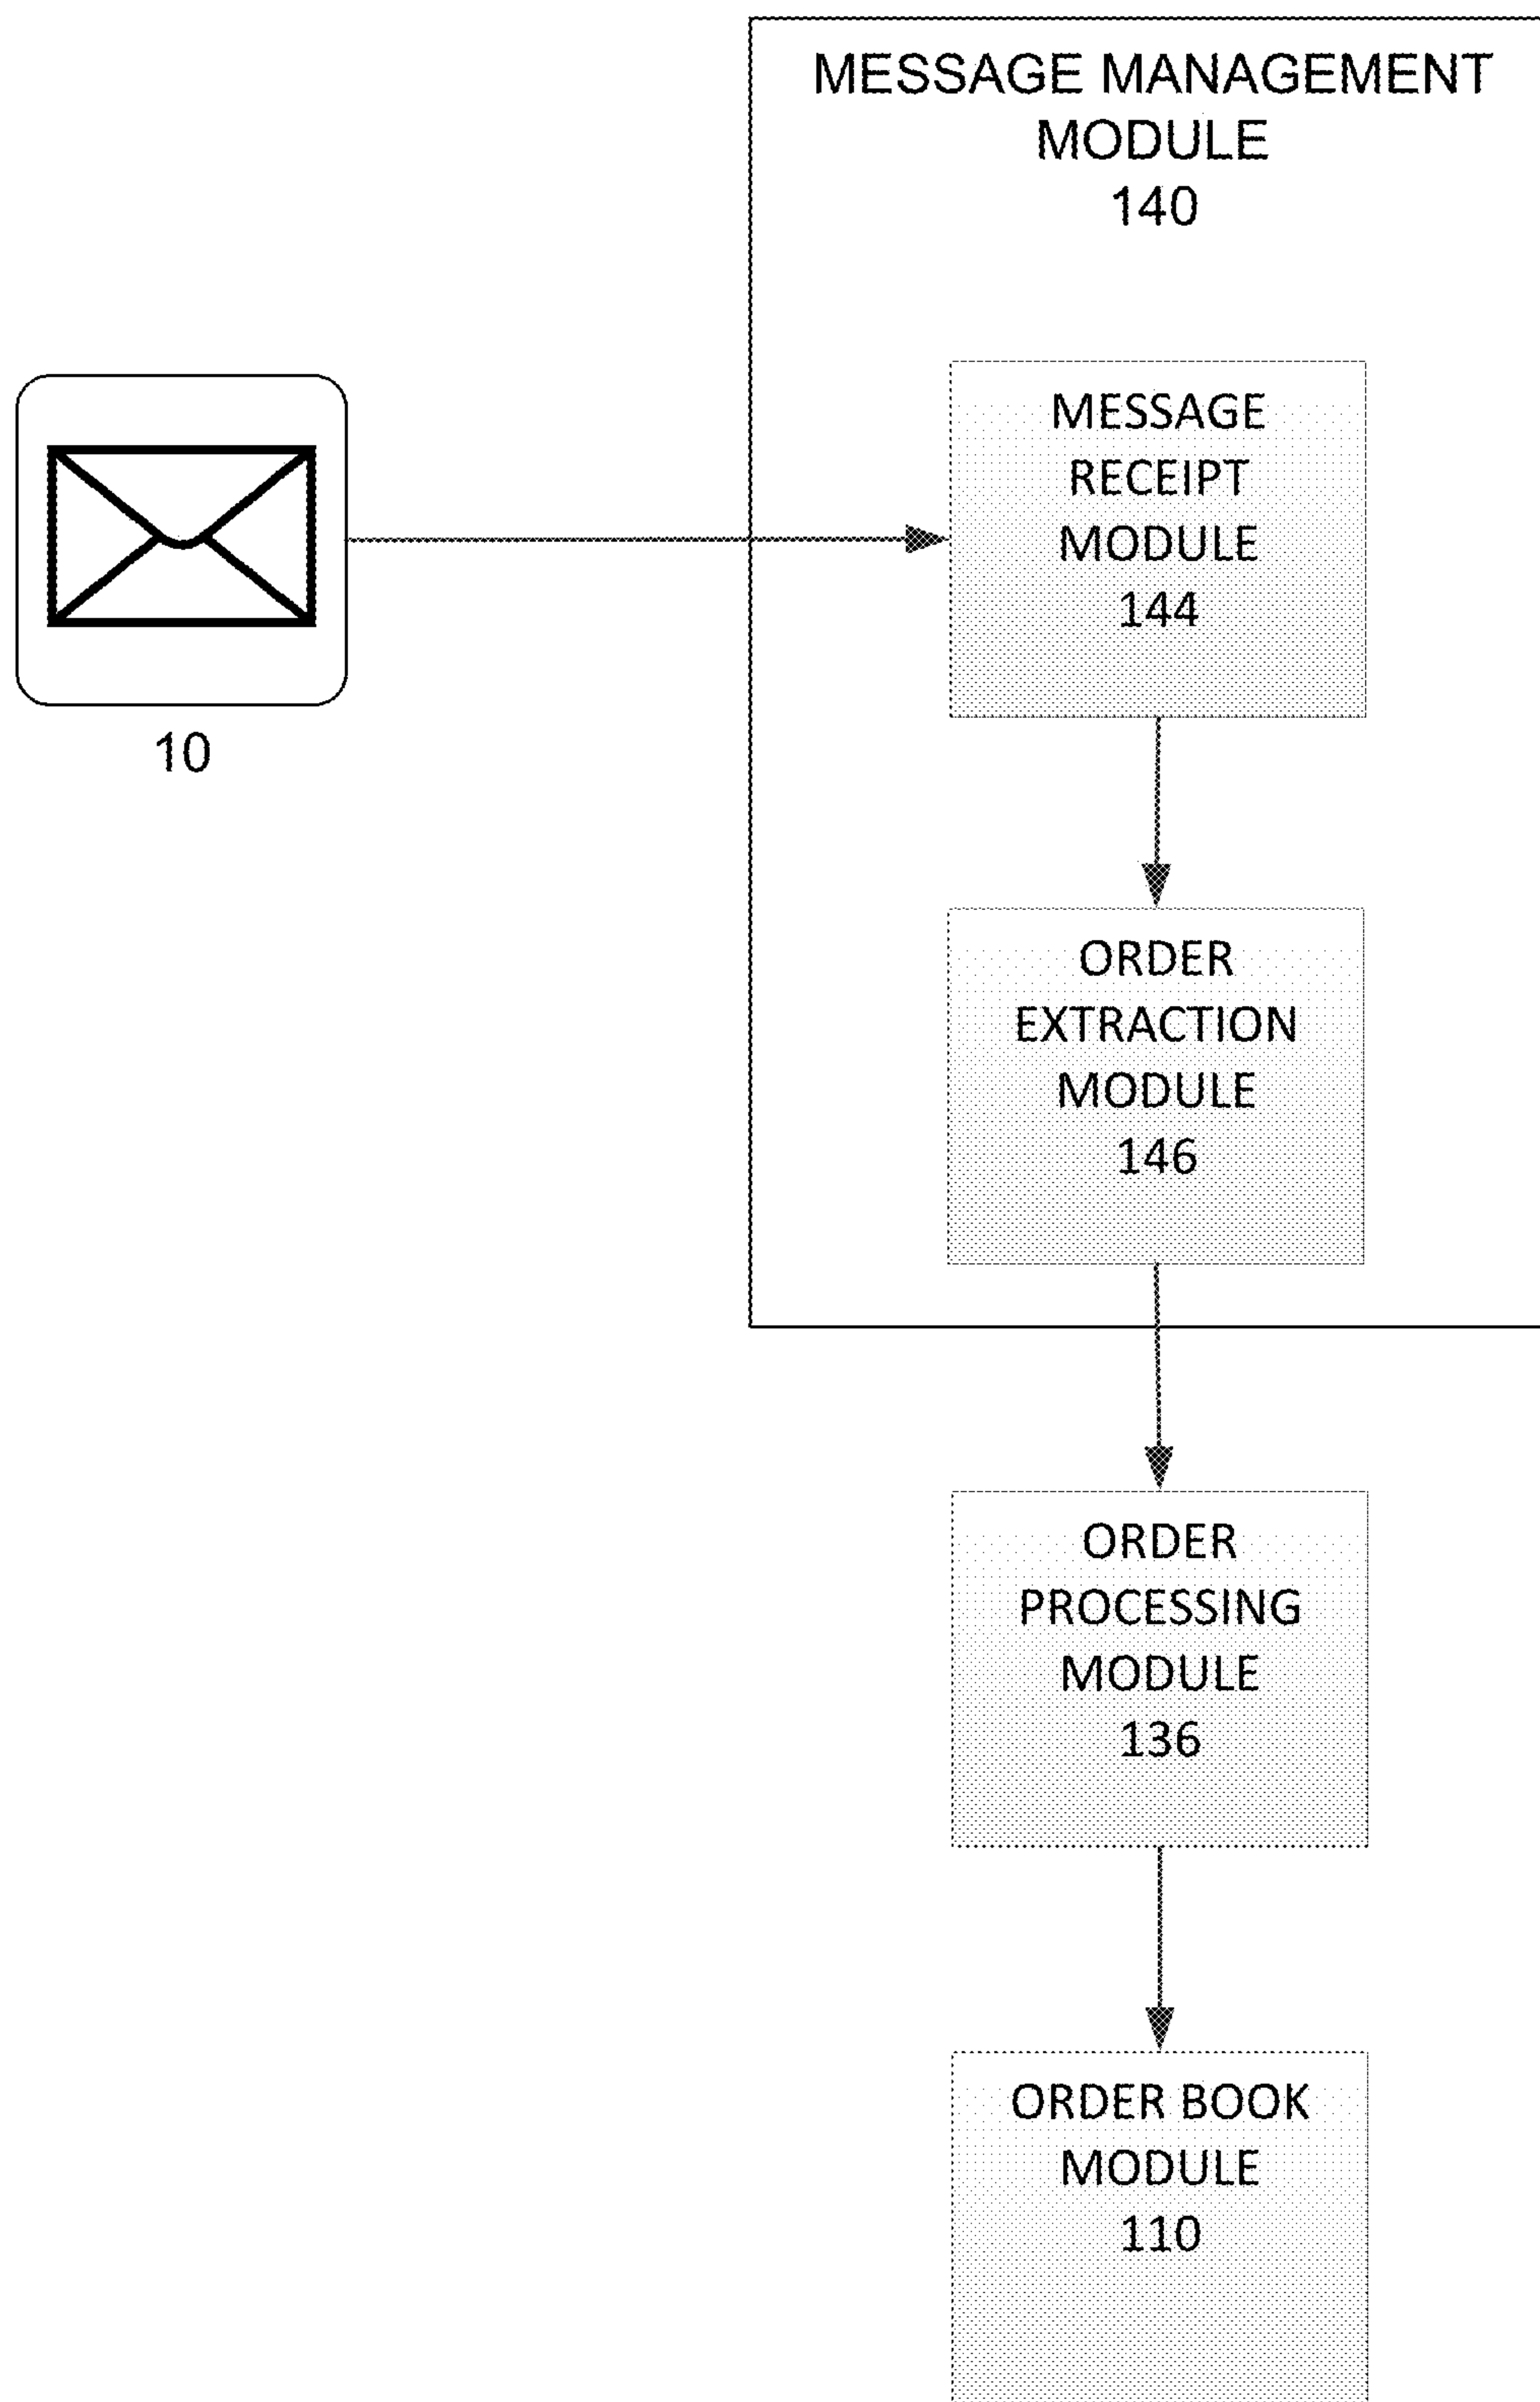 MESSAGE MANAGEMENT
MODULE
140
MESSAGE
RECEIPT
MODULE
144
10
ORDER
EXTRACTION
MODULE
146
ORDER
PROCESSING
MODULE
136
ORDER BOOK
MODULE
110